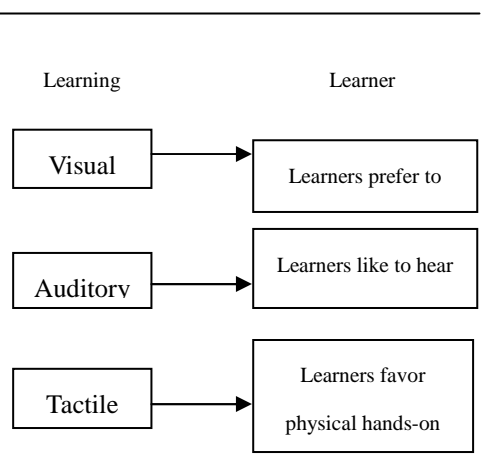 Learning Learner
Visual
Learners prefer to
Auditory
Learners like to hear
Tactile
Learners favor
physical hands-on